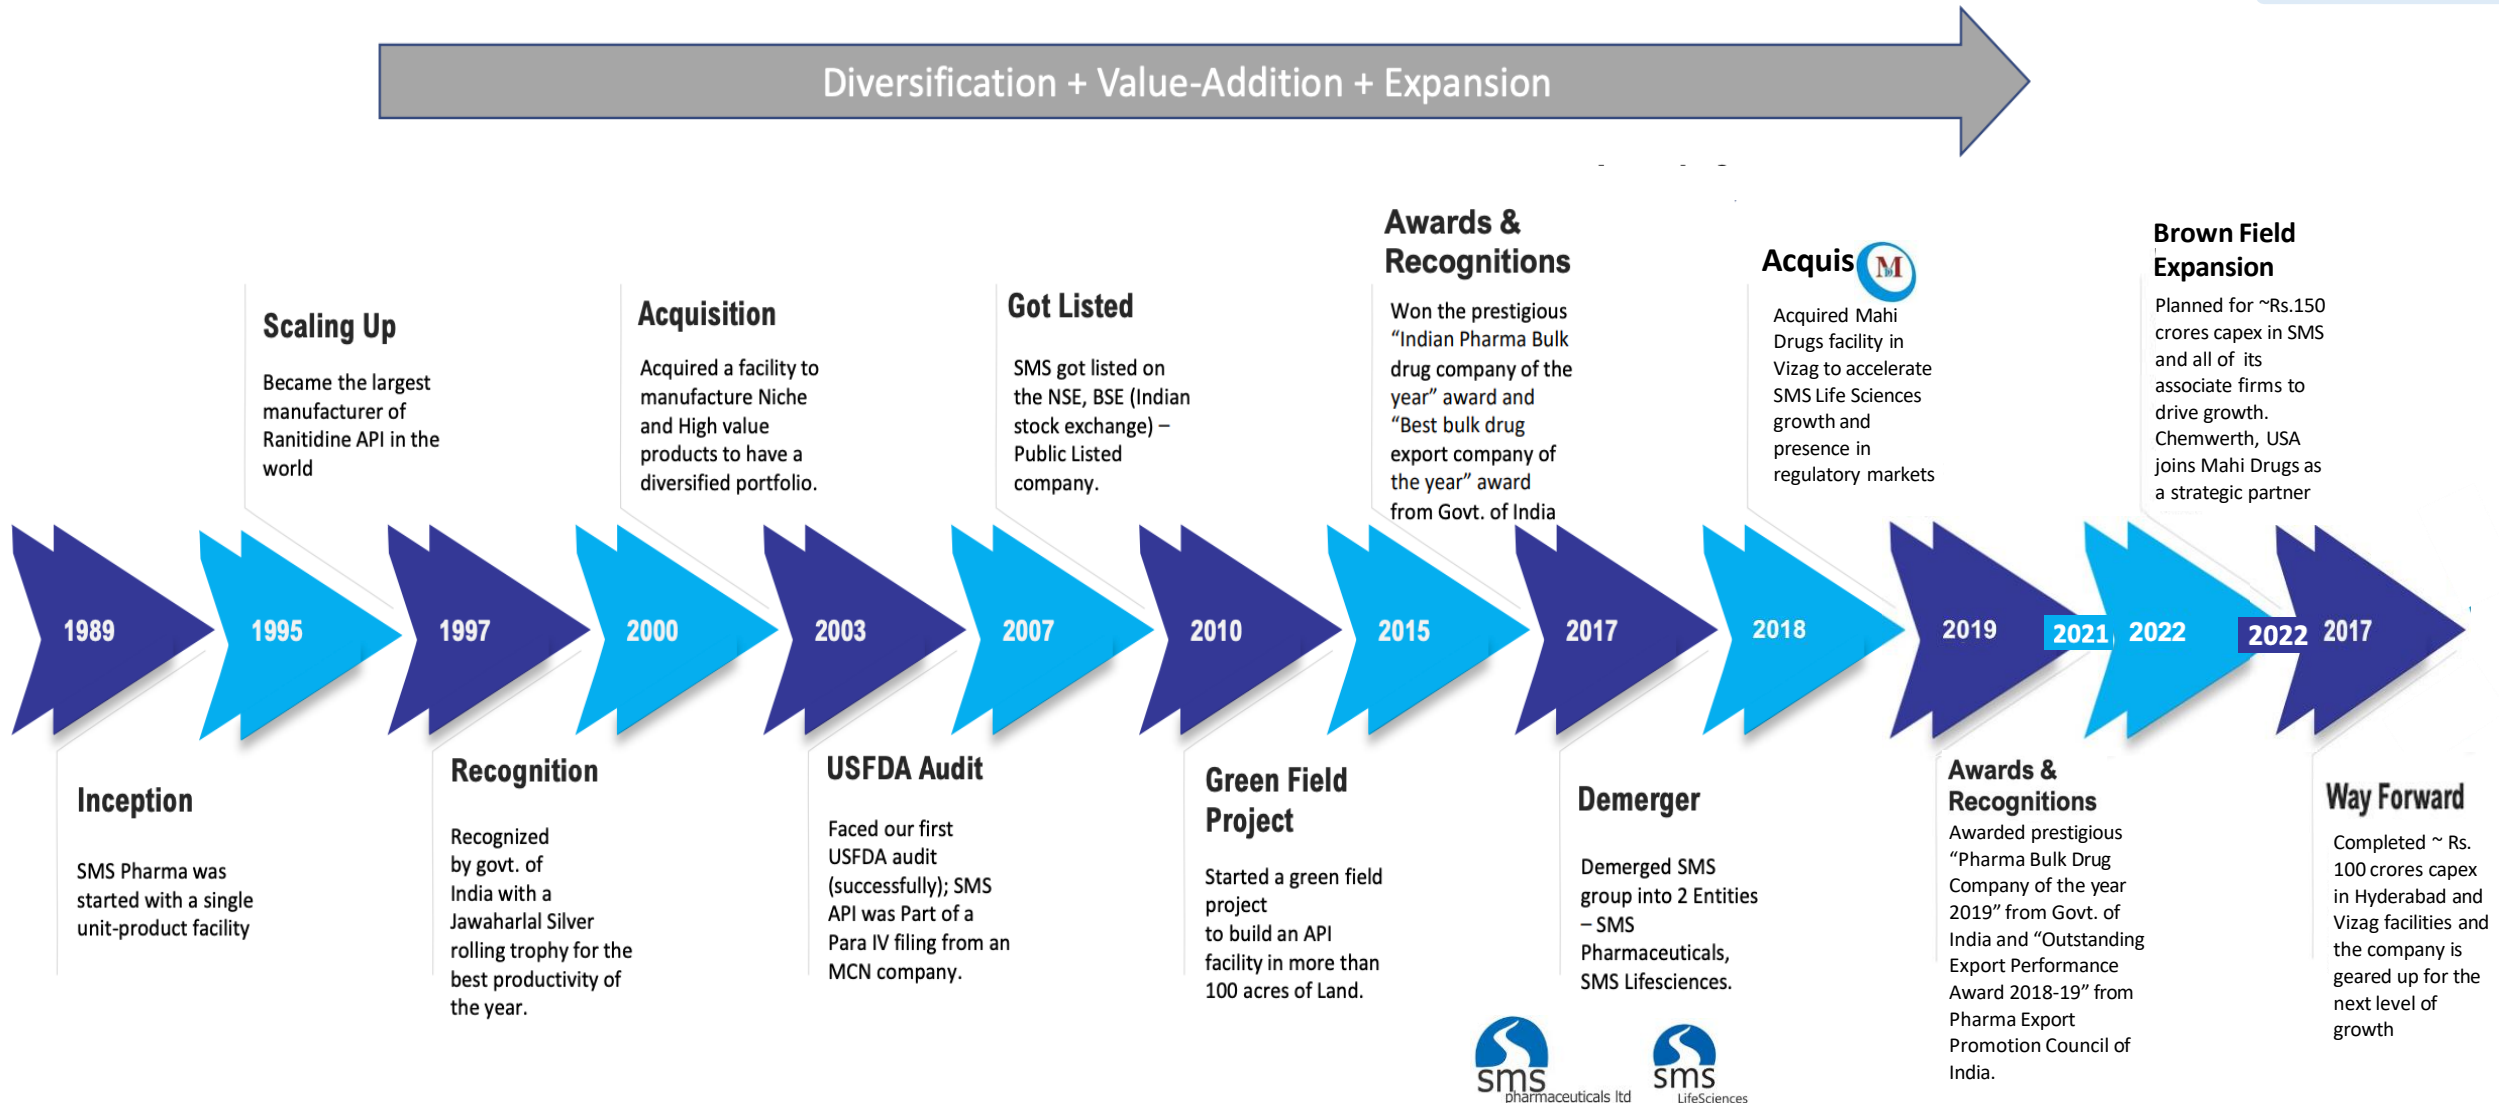 Diversification + Value-Addition + Expansion
Scaling Up
Became the largest
manufacturer of
Ranitidine API in the
world
Acquisition
Acquired a facility to
manufacture Niche
and High value
products to have a
diversified portfolio.
Got Listed
SMS got listed on
the NSE, BSE (Indian
stock exchange) –
Public Listed
company.
Awards &
Recognitions
Won the prestigious
“Indian Pharma Bulk
drug company of the
year” award and
“Best bulk drug
export company of
the year” award
from Govt. of India
Acquis
M
Acquired Mahi
Drugs facility in
Vizag to accelerate
SMS Life Sciences
growth and
presence in
regulatory markets
Brown Field
Expansion
Planned for ~Rs.150
crores capex in SMS
and all of its
associate firms to
drive growth.
Chemwerth, USA
joins Mahi Drugs as
a strategic partner
1989
1995
1997
2000
2003
2007
2010
2015
2017
2018
2019
2021
2022
2022
2017
Inception
SMS Pharma was
started with a single
unit-product facility
Recognition
Recognized
by govt. of
India with a
Jawaharlal Silver
rolling trophy for the
best productivity of
the year.
USFDA Audit
Faced our first
USFDA audit
(successfully); SMS
API was Part of a
Para IV filing from an
MCN company.
Green Field
Project
Started a green field
project
to build an API
facility in more than
100 acres of Land.
Demerger
Demerged SMS
group into 2 Entities
– SMS
Pharmaceuticals,
SMS Lifesciences.
sms
pharmaceuticals ltd
sms
LifeSciences
Awards &
Recognitions
Awarded prestigious
“Pharma Bulk Drug
Company of the year
2019” from Govt. of
India and “Outstanding
Export Performance
Award 2018-19” from
Pharma Export
Promotion Council of
India.
Way Forward
Completed ~ Rs.
100 crores capex
in Hyderabad and
Vizag facilities and
the company is
geared up for the
next level of
growth